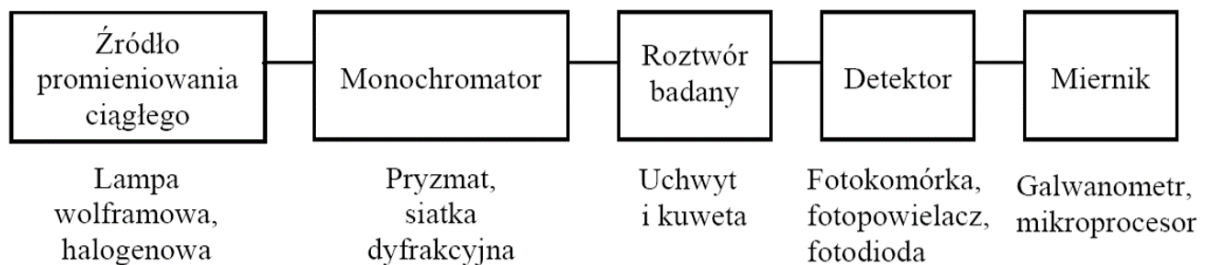 Źródło
promieniowania
ciągłego
Monochromator
Roztwór
badany
Detektor
Miernik
Lampa
wolframowa,
halogenowa
Pryzmat,
siatka
dyfrakcyjna
Uchwyt
i kuweta
Fotokomórka,
fotopowielacz,
fotodioda
Galwanometr,
mikroprocesor